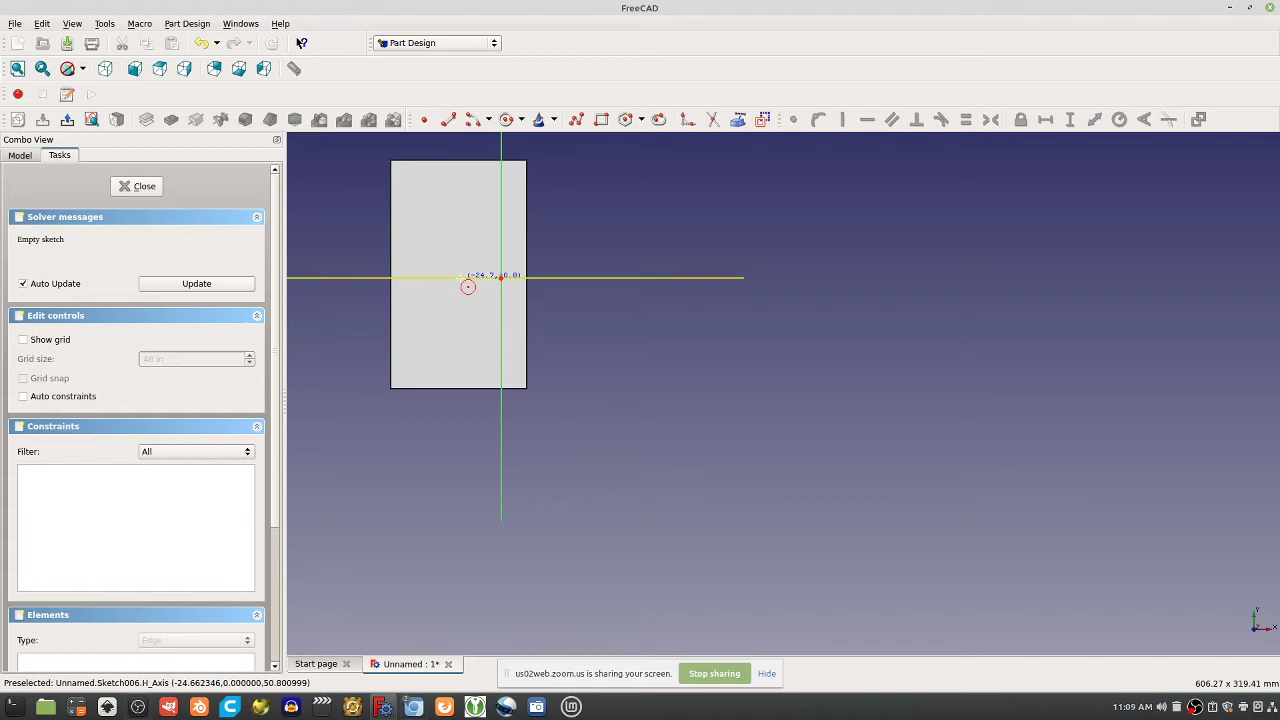 FreeCAD
File Edit View Tools Macro Part Design Windows Help
Part Design
Combo View
Model Tasks
Close
Solver messages
Empty sketch
Auto Update Update
Edit controls
Show grid
Grid size: 48 in
Grid snap
Auto constraints
Constraints
Filter: All
Elements
Type: Edge
Start page Unnamed : 1*
us02web.zoom.us is sharing your screen. Stop sharing Hide
Preselected: Unnamed.Sketch006.H_Axis (-24.662346,0.000000,50.800999)
606.27 x 319.41 mm
11:09 AM